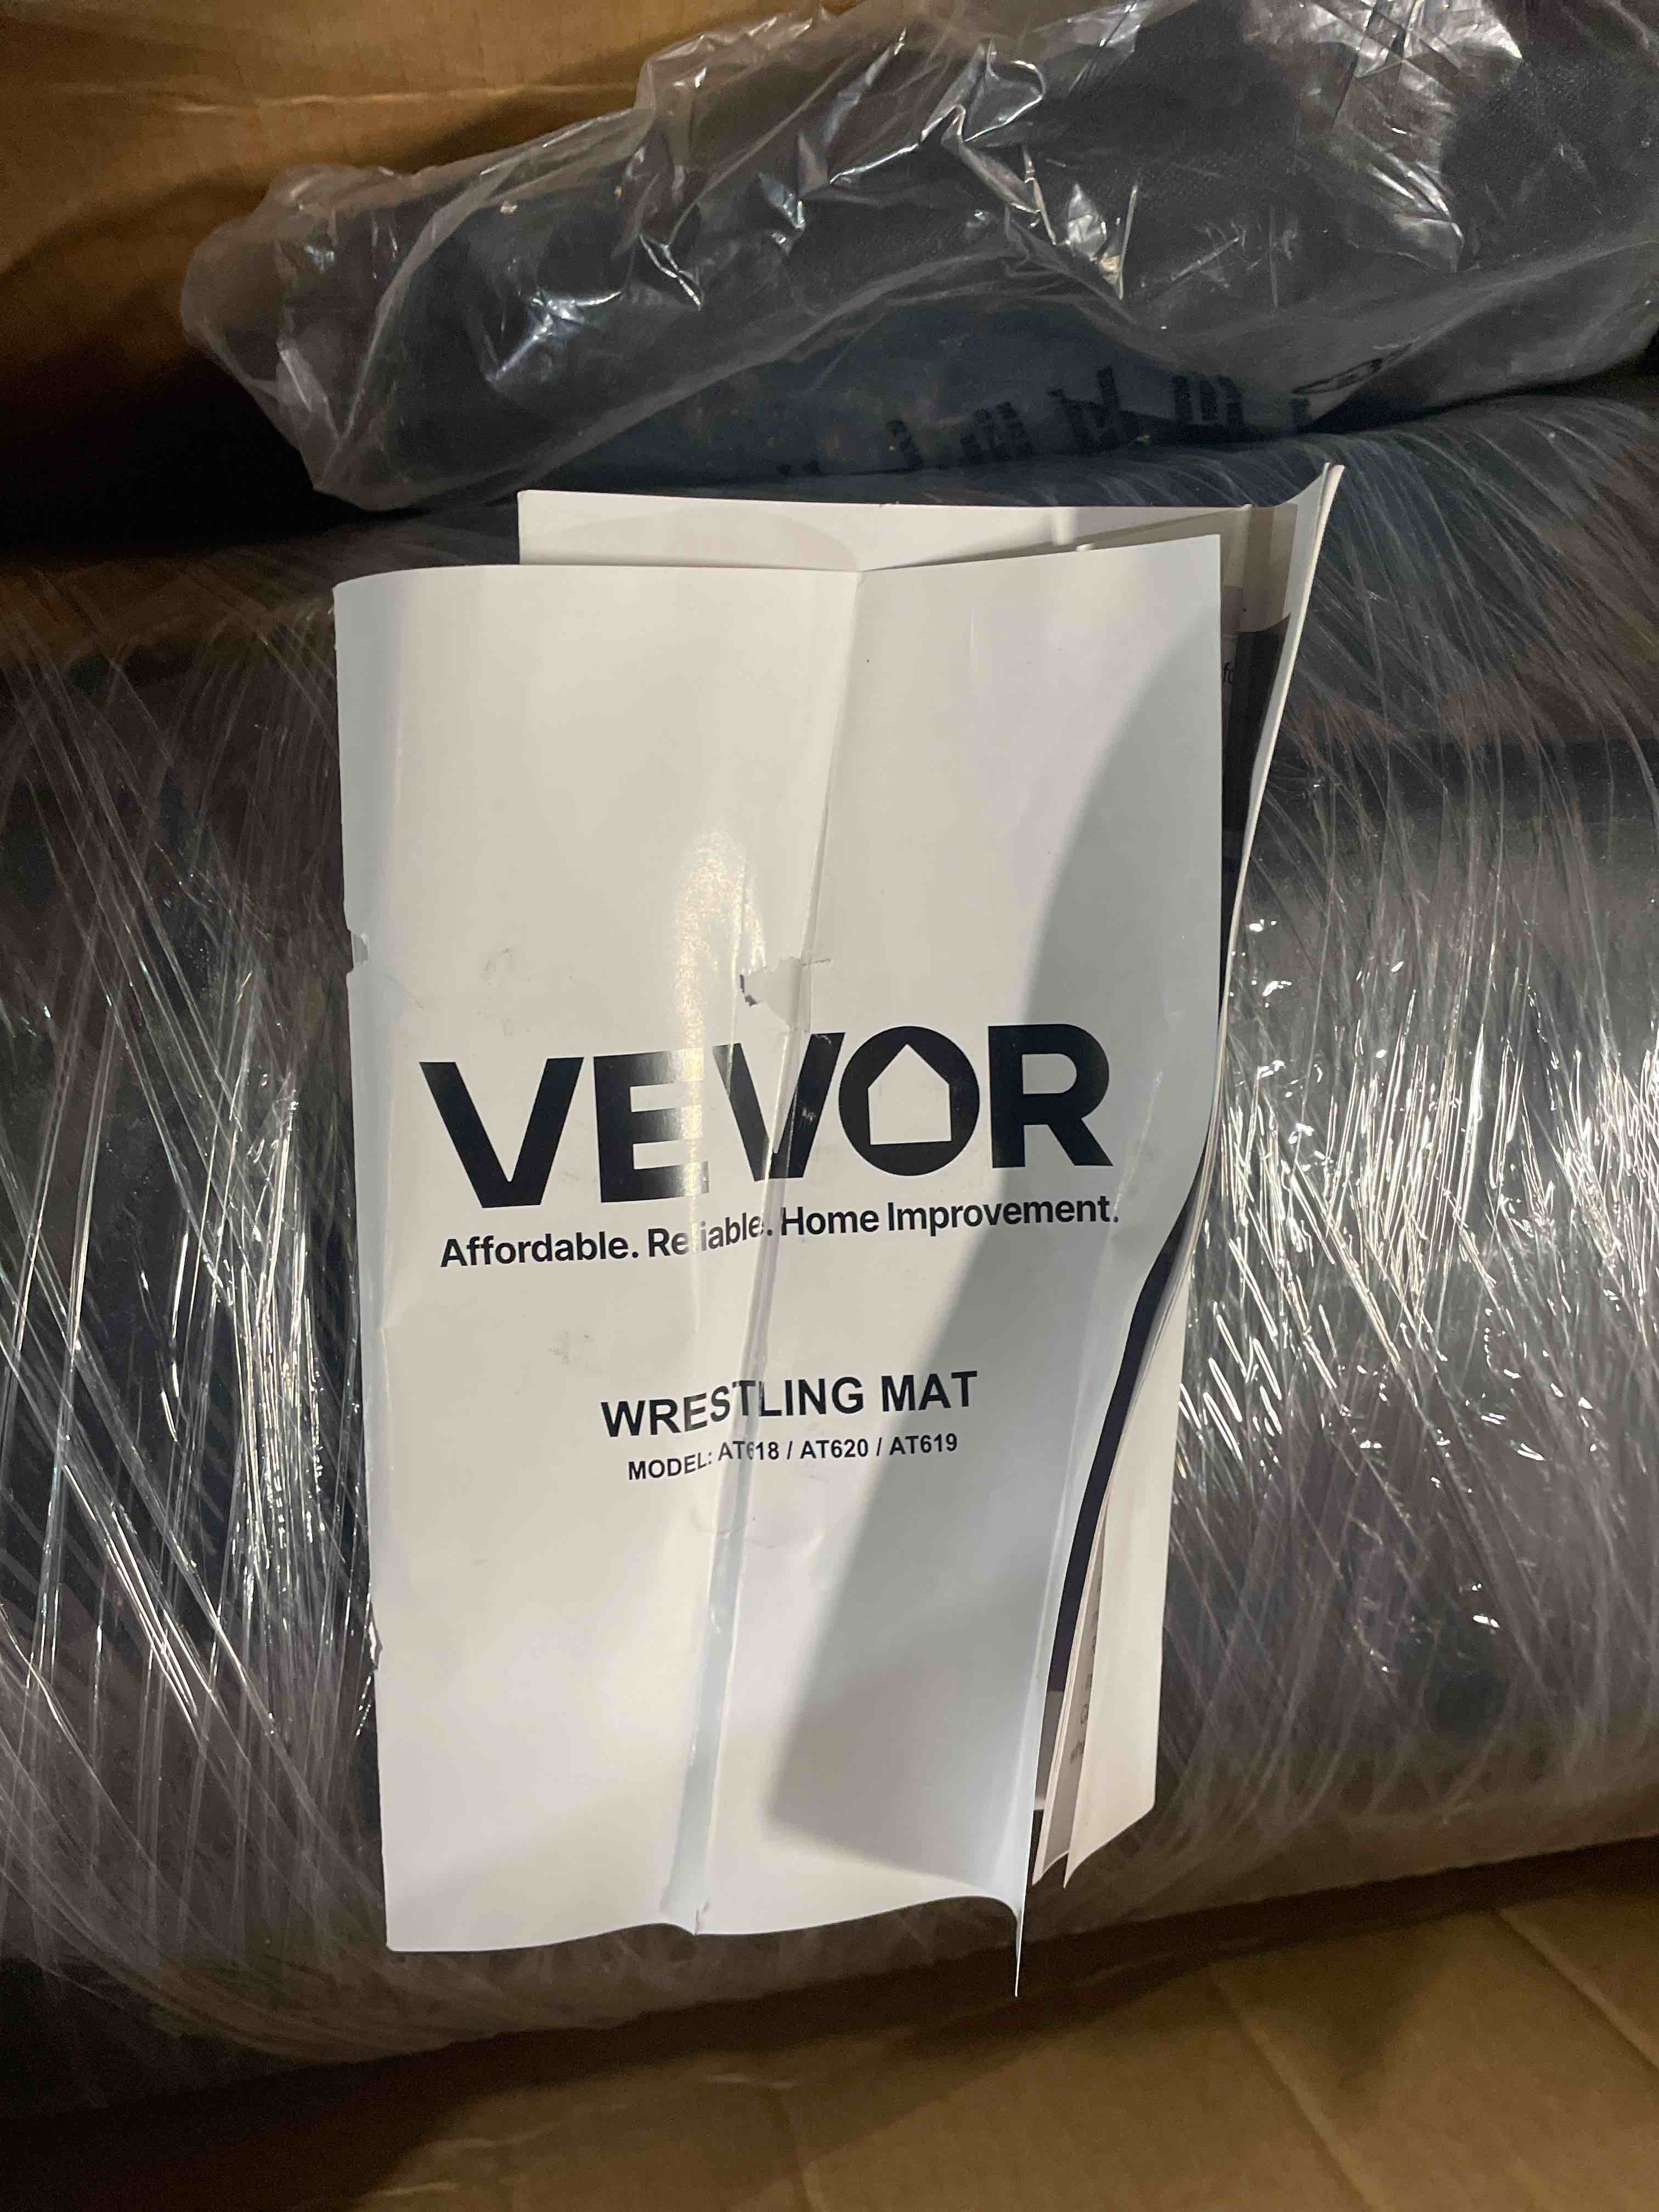 VEVOR
Affordable. Reliable. Home Improvement.
WRESTLING MAT
MODEL: AT618 / AT620 / AT619